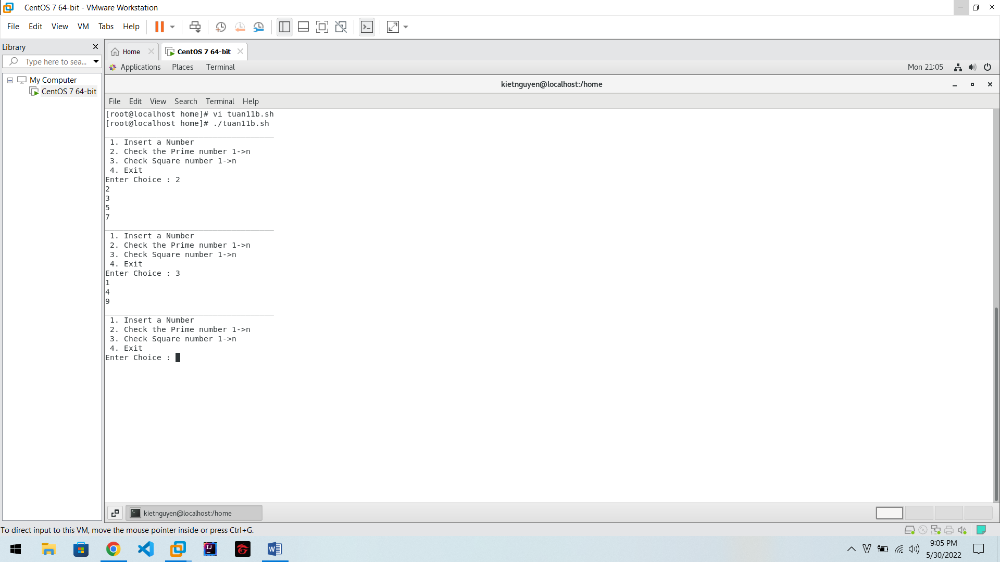 CentOS 7 64-bit - VMware Workstation
File Edit View VM Tabs Help
Library
Type here to sea...
My Computer
CentOS 7 64-bit
Home
CentOS 7 64-bit
Applications Places Terminal
Mon 21:05
kietnguyen@localhost:/home
File Edit View Search Terminal Help
[root@localhost home]# vi tuan11b.sh
[root@localhost home]# ./tuan11b.sh
____________________________________
1. Insert a Number
2. Check the Prime number 1->n
3. Check Square number 1->n
4. Exit
Enter Choice : 2
2
3
5
7
____________________________________
1. Insert a Number
2. Check the Prime number 1->n
3. Check Square number 1->n
4. Exit
Enter Choice : 3
1
4
9
____________________________________
1. Insert a Number
2. Check the Prime number 1->n
3. Check Square number 1->n
4. Exit
Enter Choice :
kietnguyen@localhost:/home
To direct input to this VM, move the mouse pointer inside or press Ctrl+G.
IJ
W
V
9:05 PM
5/30/2022